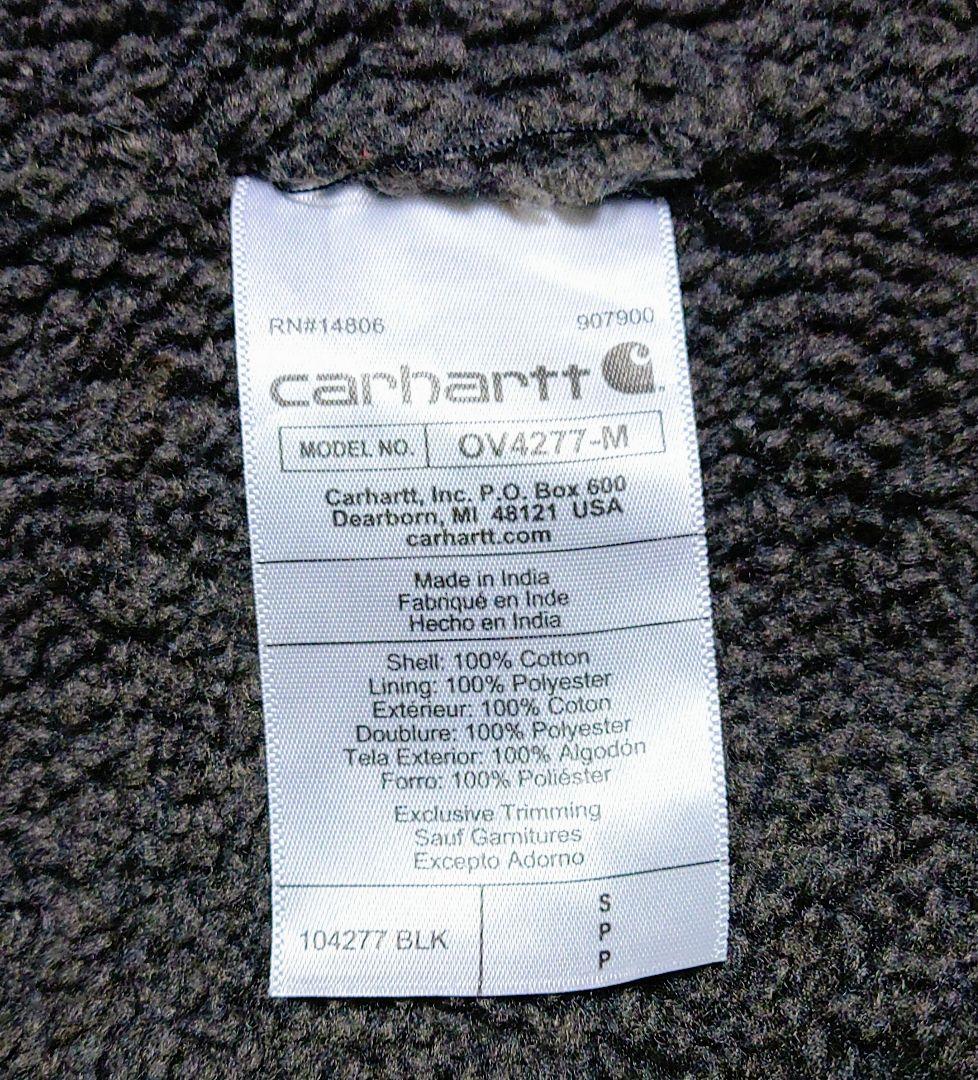 RN#14806 907900
carhartt
MODEL NO. OV4277-M
Carhartt, Inc. P.O. Box 600
Dearborn, MI 48121 USA
carhartt.com
Made in India
Fabriqué en Inde
Hecho en India
Shell: 100% Cotton
Lining: 100% Polyester
Extérieur: 100% Coton
Doublure: 100% Polyester
Tela Exterior: 100% Algodón
Forro: 100% Poliéster
Exclusive Trimming
Sauf Garnitures
Excepto Adorno
104277 BLK
S
P
P